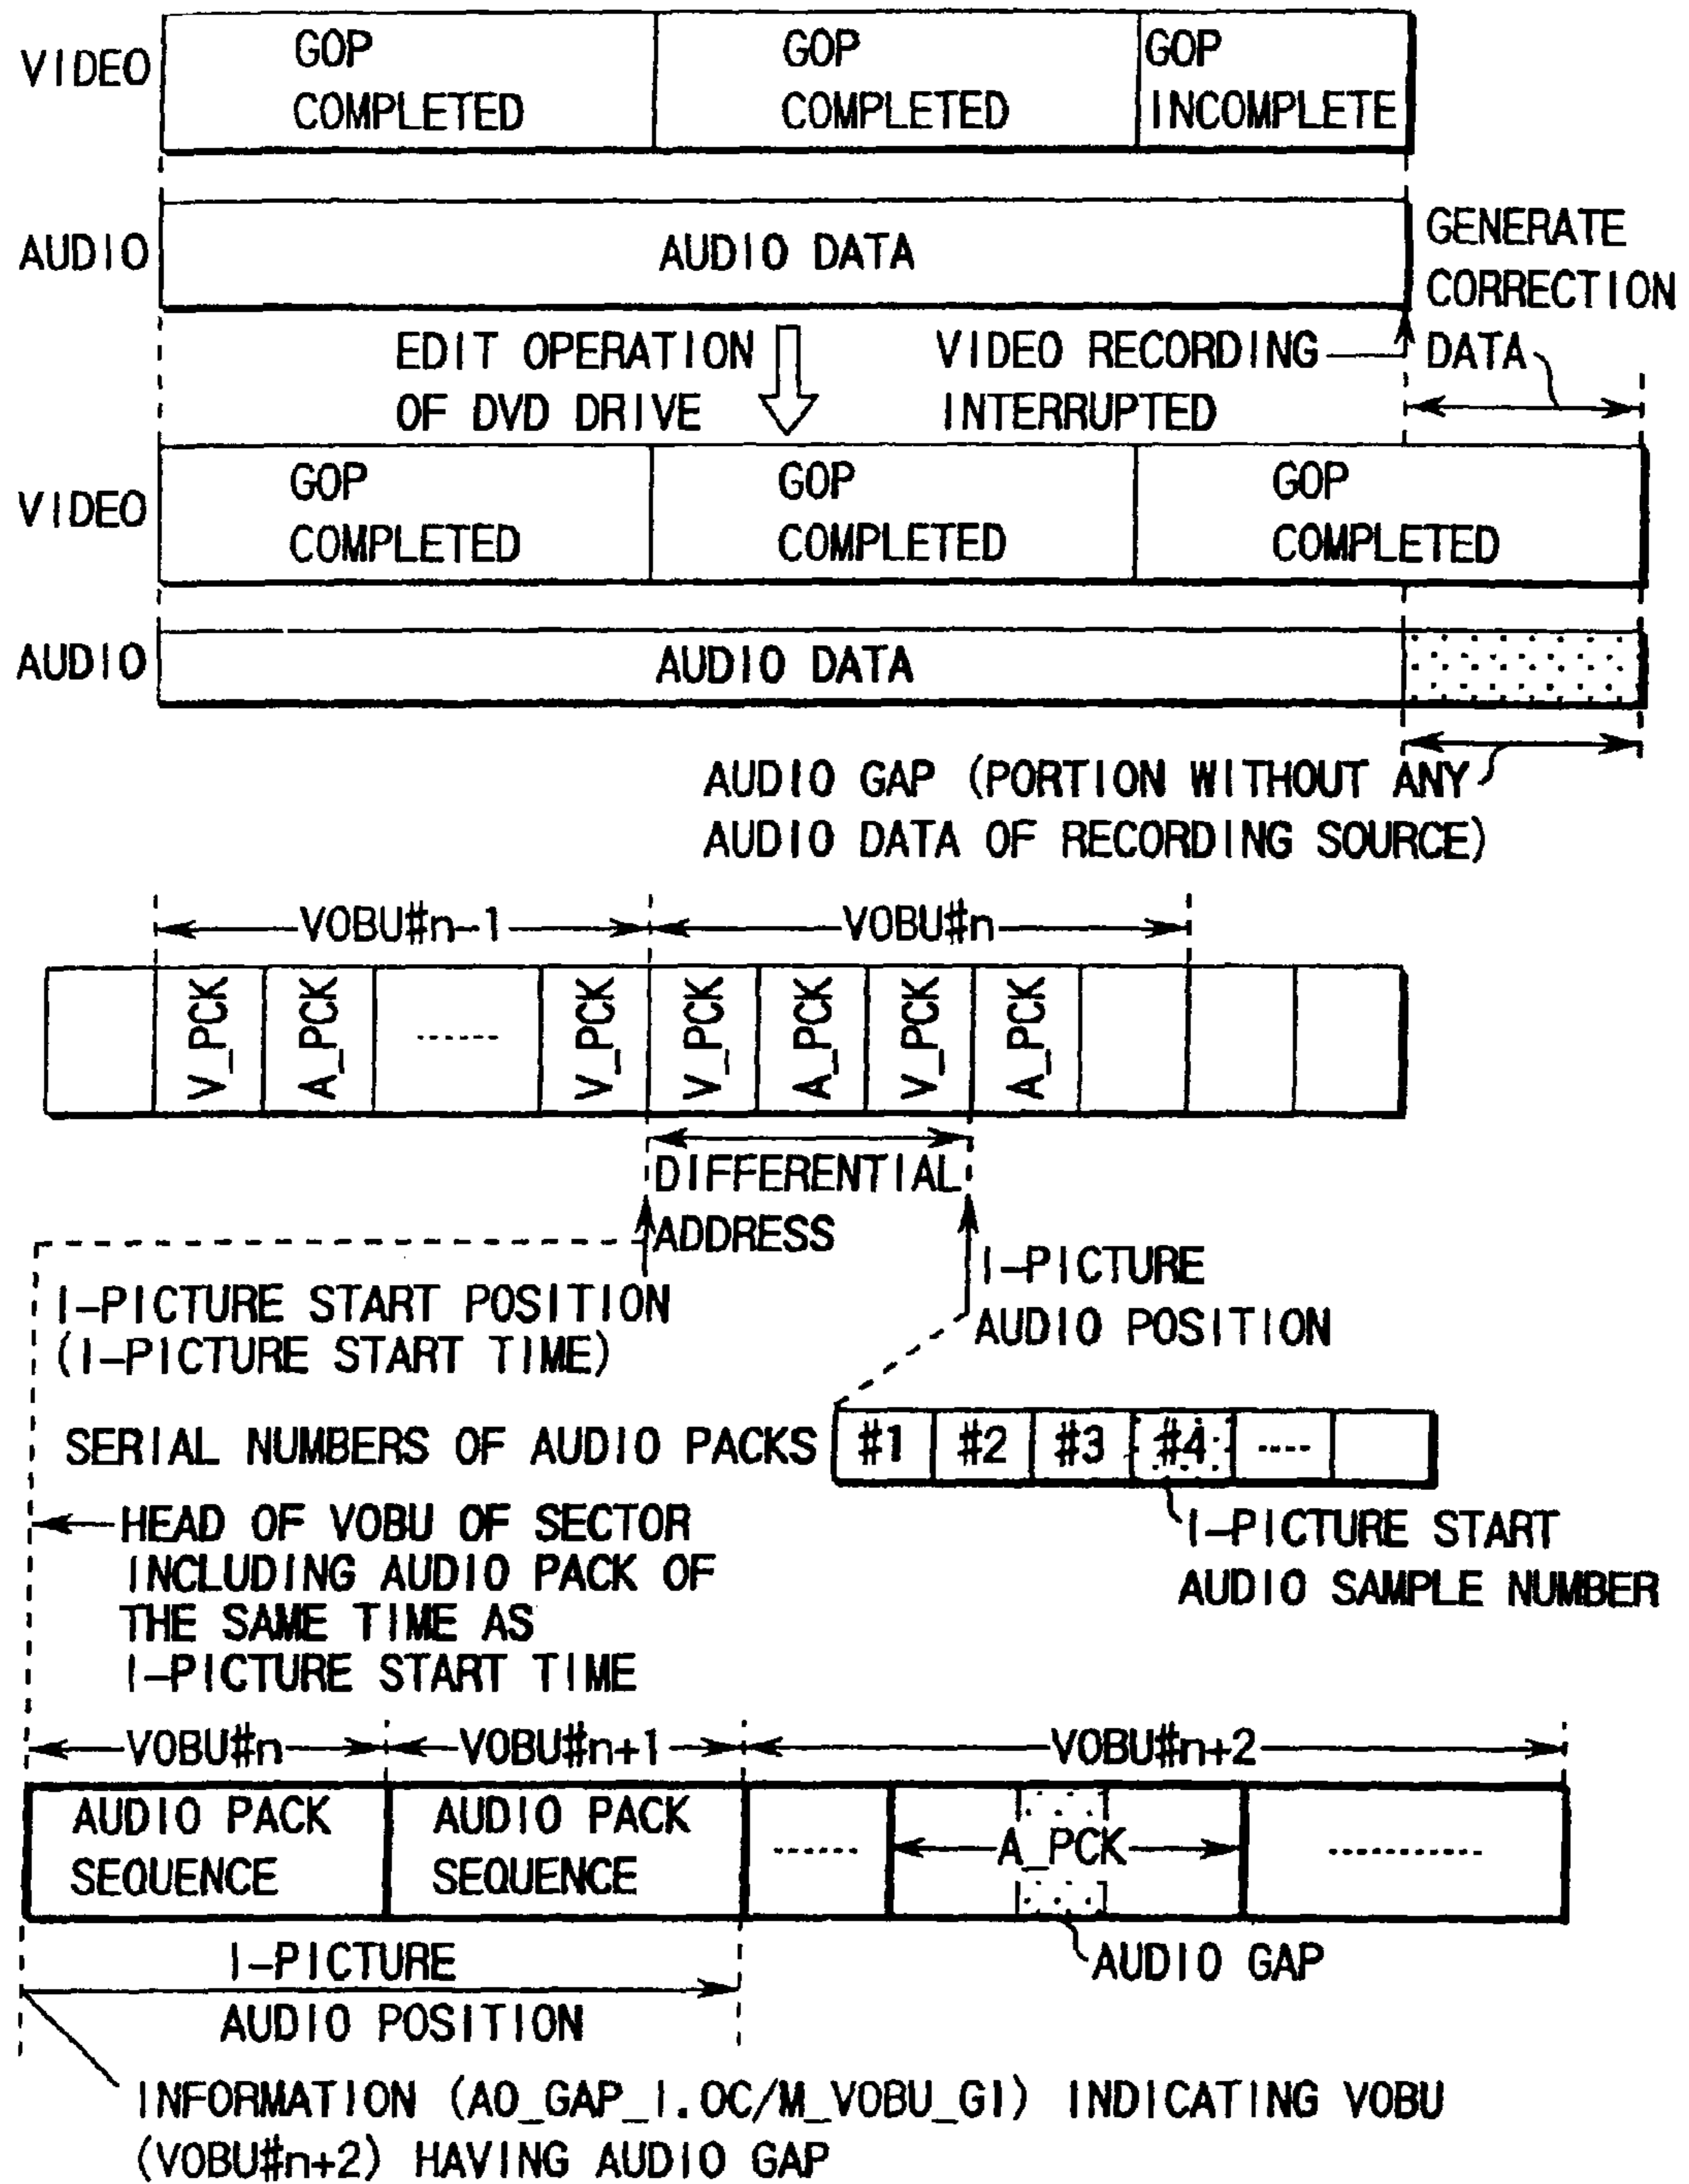 VIDEO
GOP
COMPLETED
GOP
COMPLETED
GOP
INCOMPLETE
AUDIO
AUDIO DATA
GENERATE
CORRECTION
DATA
EDIT OPERATION
OF DVD DRIVE
VIDEO RECORDING
INTERRUPTED
VIDEO
GOP
COMPLETED
GOP
COMPLETED
GOP
COMPLETED
AUDIO
AUDIO DATA
AUDIO GAP (PORTION WITHOUT ANY
AUDIO DATA OF RECORDING SOURCE)
VOBU#n-1
VOBU#n
V_PCK
A_PCK
V_PCK
V_PCK
A_PCK
V_PCK
A_PCK
DIFFERENTIAL
ADDRESS
I-PICTURE START POSITION
(I-PICTURE START TIME)
I-PICTURE
AUDIO POSITION
SERIAL NUMBERS OF AUDIO PACKS
#1
#2
#3
#4
I-PICTURE START
AUDIO SAMPLE NUMBER
HEAD OF VOBU OF SECTOR
INCLUDING AUDIO PACK OF
THE SAME TIME AS
I-PICTURE START TIME
VOBU#n
VOBU#n+1
VOBU#n+2
AUDIO PACK
SEQUENCE
AUDIO PACK
SEQUENCE
A_PCK
AUDIO GAP
I-PICTURE
AUDIO POSITION
INFORMATION (A0_GAP_I.OC/M_VOBU_GI) INDICATING VOBU
(VOBU#n+2) HAVING AUDIO GAP